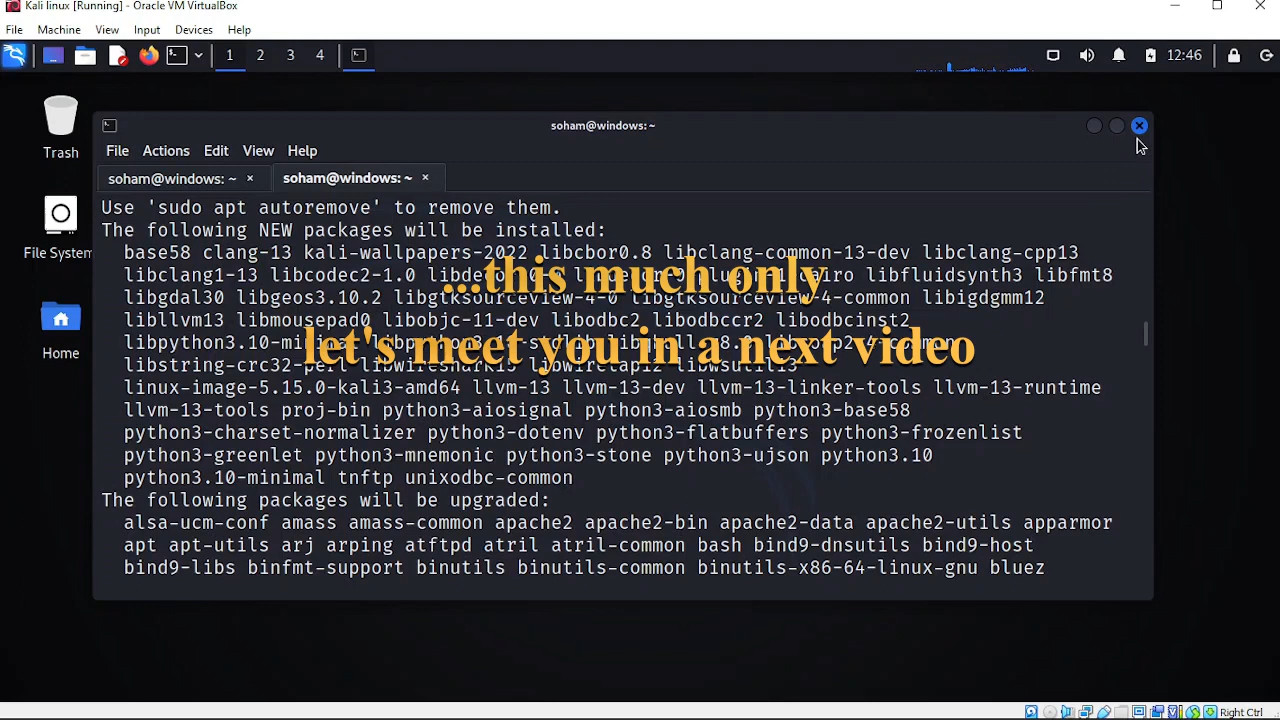 Kali linux [Running] - Oracle VM VirtualBox
File Machine View Input Devices Help
1 2 3 4 12:46
Trash
File System
Home
soham@windows: ~
File Actions Edit View Help
soham@windows: ~ × soham@windows: ~ ×
Use 'sudo apt autoremove' to remove them.
The following NEW packages will be installed:
base58 clang-13 kali-wallpapers-2022 libcbor0.8 libclang-common-13-dev libclang-cpp13
libclang1-13 libcodec2-1.0 libfluidsynth3 libfmt8
...this much only
libgdal30 libgeos3.10.2 libgtksourceview-4-0 libgtksourceview-4-common libigdgmm12
libllvm13 libmousepad0 libobjc-11-dev libodbc2 libodbccr2 libodbcinst2
let's meet you in a next video
libstring-crc32-perl libwireshark15 libwiretap12 libwsutil13
linux-image-5.15.0-kali3-amd64 llvm-13 llvm-13-dev llvm-13-linker-tools llvm-13-runtime
llvm-13-tools proj-bin python3-aiosignal python3-aiosmb python3-base58
python3-charset-normalizer python3-dotenv python3-flatbuffers python3-frozenlist
python3-greenlet python3-mnemonic python3-stone python3-ujson python3.10
python3.10-minimal tnftp unixodbc-common
The following packages will be upgraded:
alsa-ucm-conf amass amass-common apache2 apache2-bin apache2-data apache2-utils apparmor
apt apt-utils arj arping atftpd atril atril-common bash bind9-dnsutils bind9-host
bind9-libs binfmt-support binutils binutils-common binutils-x86-64-linux-gnu bluez
Right Ctrl